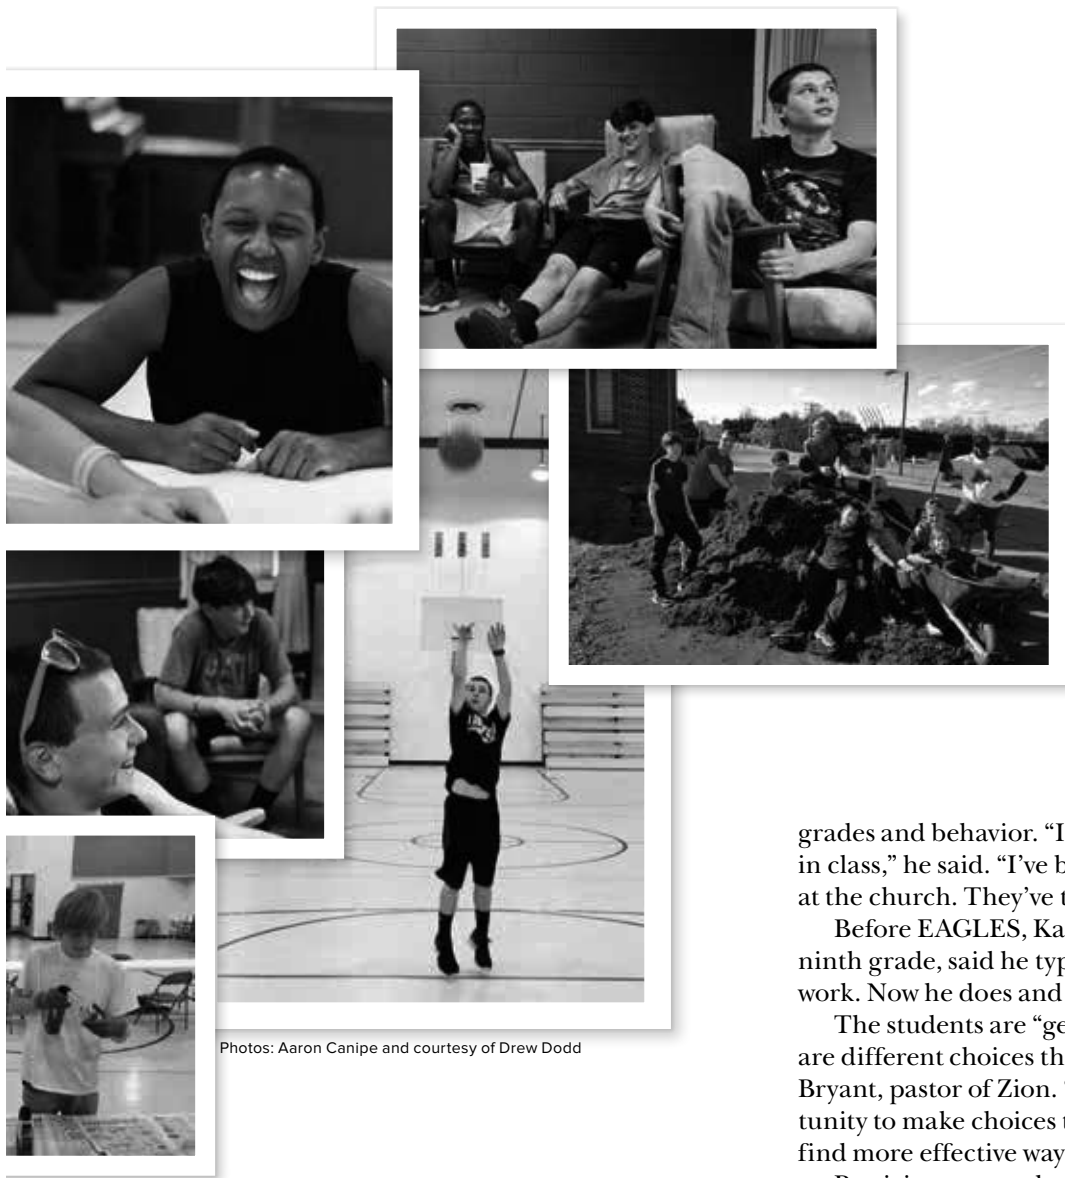 Photos: Aaron Canipe and courtesy of Drew Dodd
grades and behavior. “I
in class,” he said. “I’ve b
at the church. They’ve t
Before EAGLES, Ka
ninth grade, said he typ
work. Now he does and
The students are “ge
are different choices th
Bryant, pastor of Zion.
tunity to make choices t
find more effective way